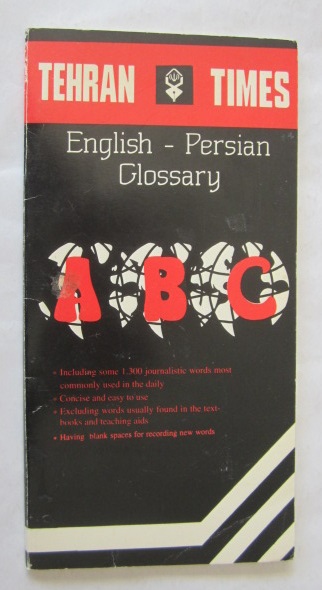 TEHRAN TIMES
English - Persian
Glossary
ABC
Including some 1,300 journalistic words most
commonly used in the daily
Concise and easy to use
Excluding words usually found in the text-
books and teaching aids
Having blank spaces for recording new words